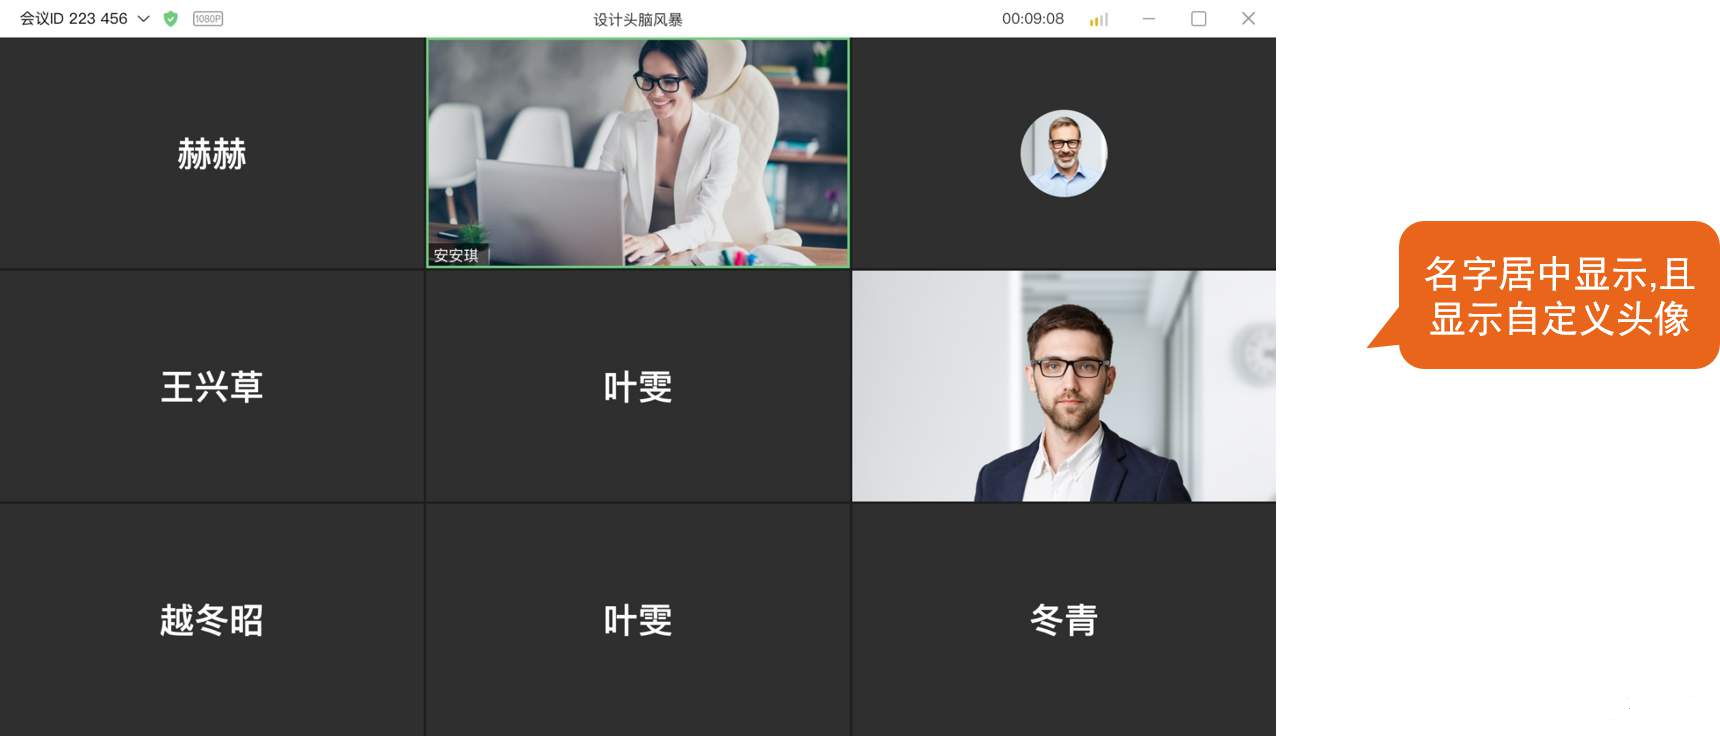 会议ID 223 456
1080P
设计头脑风暴
00:09:08
赫赫
安安琪
王兴草
叶雯
越冬昭
叶雯
冬青
名字居中显示,且
显示自定义头像